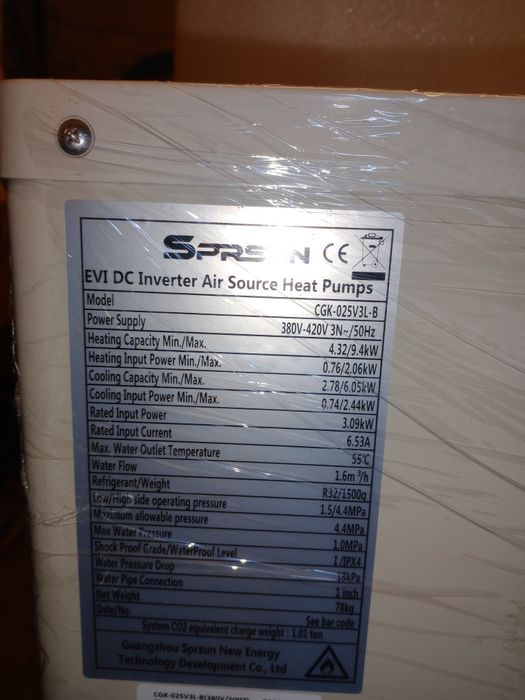 SPRSUN CE
EVI DC Inverter Air Source Heat Pumps
Model CGK-025V3L-B
Power Supply 380V-420V 3N~/50Hz
Heating Capacity Min./Max. 4.32/9.4kW
Heating Input Power Min./Max. 0.76/2.06kW
Cooling Capacity Min./Max. 2.78/6.05kW
Cooling Input Power Min./Max. 0.74/2.44kW
Rated Input Power 3.09kW
Rated Input Current 6.53A
Max. Water Outlet Temperature 55℃
Water Flow 1.6m³/h
Refrigerant/Weight R32/1500g
Low/High side operating pressure 1.5/4.4MPa
Maximum allowable pressure 4.4MPa
Max Water Pressure 1.0MPa
Shock Proof Grade/WaterProof Level I /IPX4
Water Pressure Drop 18kPa
Water Pipe Connection 1 inch
Net Weight 78kg
Date/No. See bar code
System CO2 equivalent charge weight : 1.01 ton
Guangzhou Sprsun New Energy
Technology Development Co., Ltd
CGK-025V3L-B(380V/50HZ)